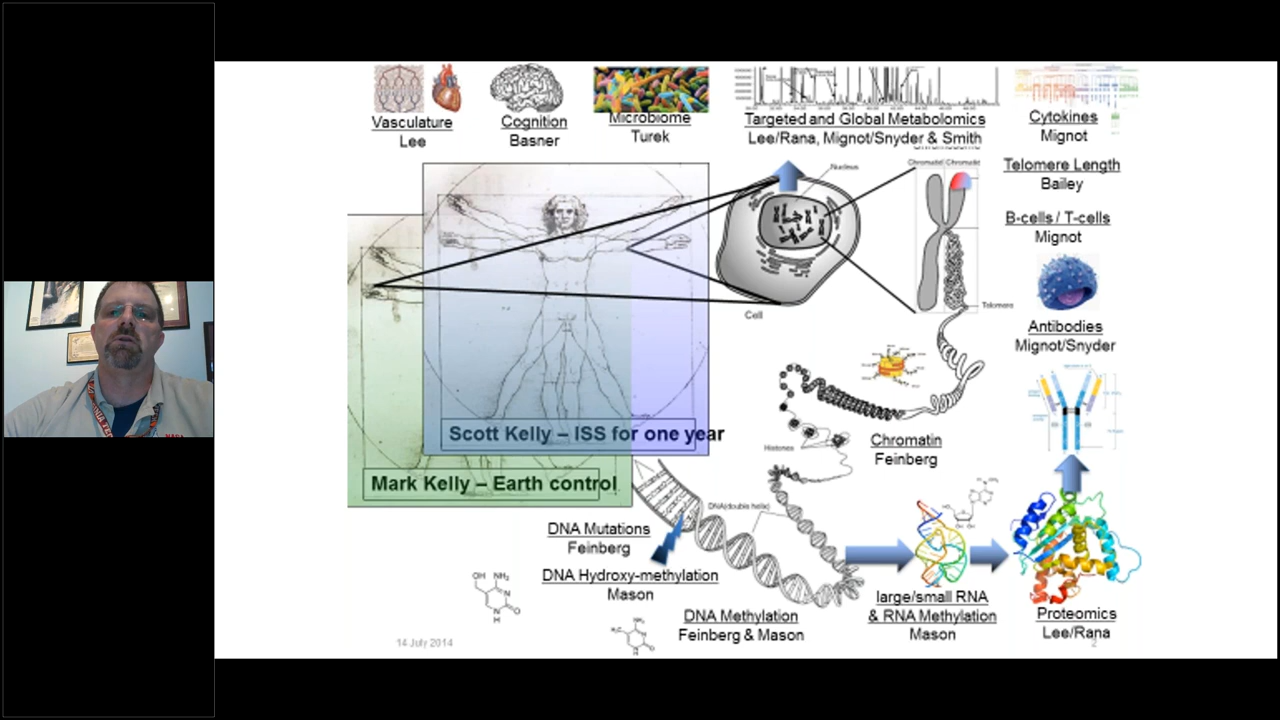 Vasculature
Lee
Cognition
Basner
Microbiome
Turek
Targeted and Global Metabolomics
Lee/Rana, Mignot/Snyder & Smith
Cytokines
Mignot
Telomere Length
Bailey
B-cells / T-cells
Mignot
Antibodies
Mignot/Snyder
Nucleus
Chromatid Chromatid
Telomere
Cell
Scott Kelly – ISS for one year
Mark Kelly – Earth control
Histones
Chromatin
Feinberg
DNA(double helix)
DNA Mutations
Feinberg
DNA Hydroxy-methylation
Mason
DNA Methylation
Feinberg & Mason
large/small RNA
& RNA Methylation
Mason
Proteomics
Lee/Rana
OH NH₂
N
N
H
O
14 July 2014
2